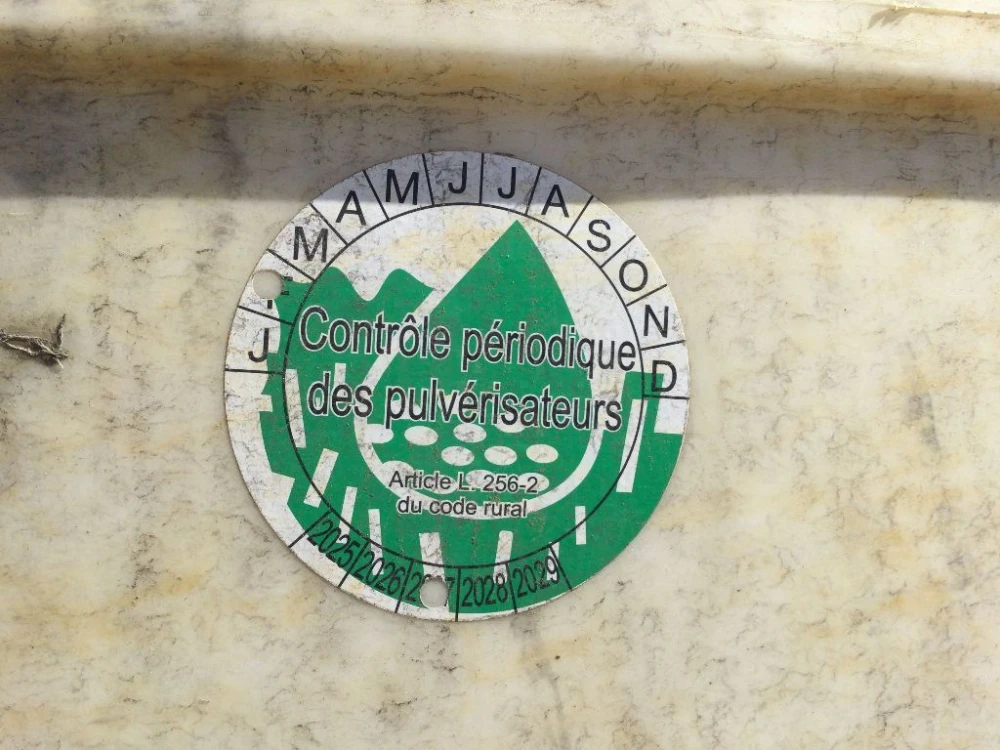 J
M A M J J A S O N D
Contrôle périodique
des pulvérisateurs
Article L. 256-2
du code rural
2025 2026 2028 2029